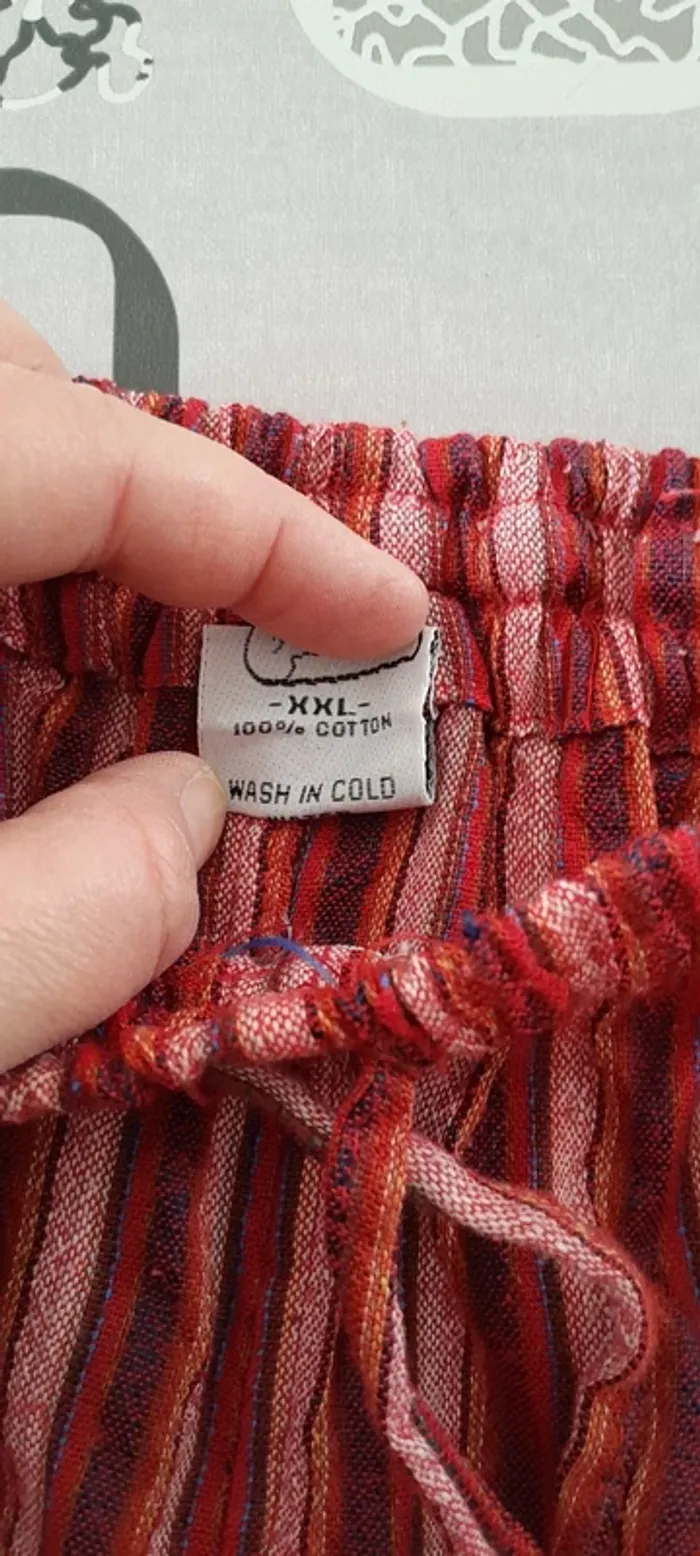 -XXL-
100% COTTON
WASH IN COLD